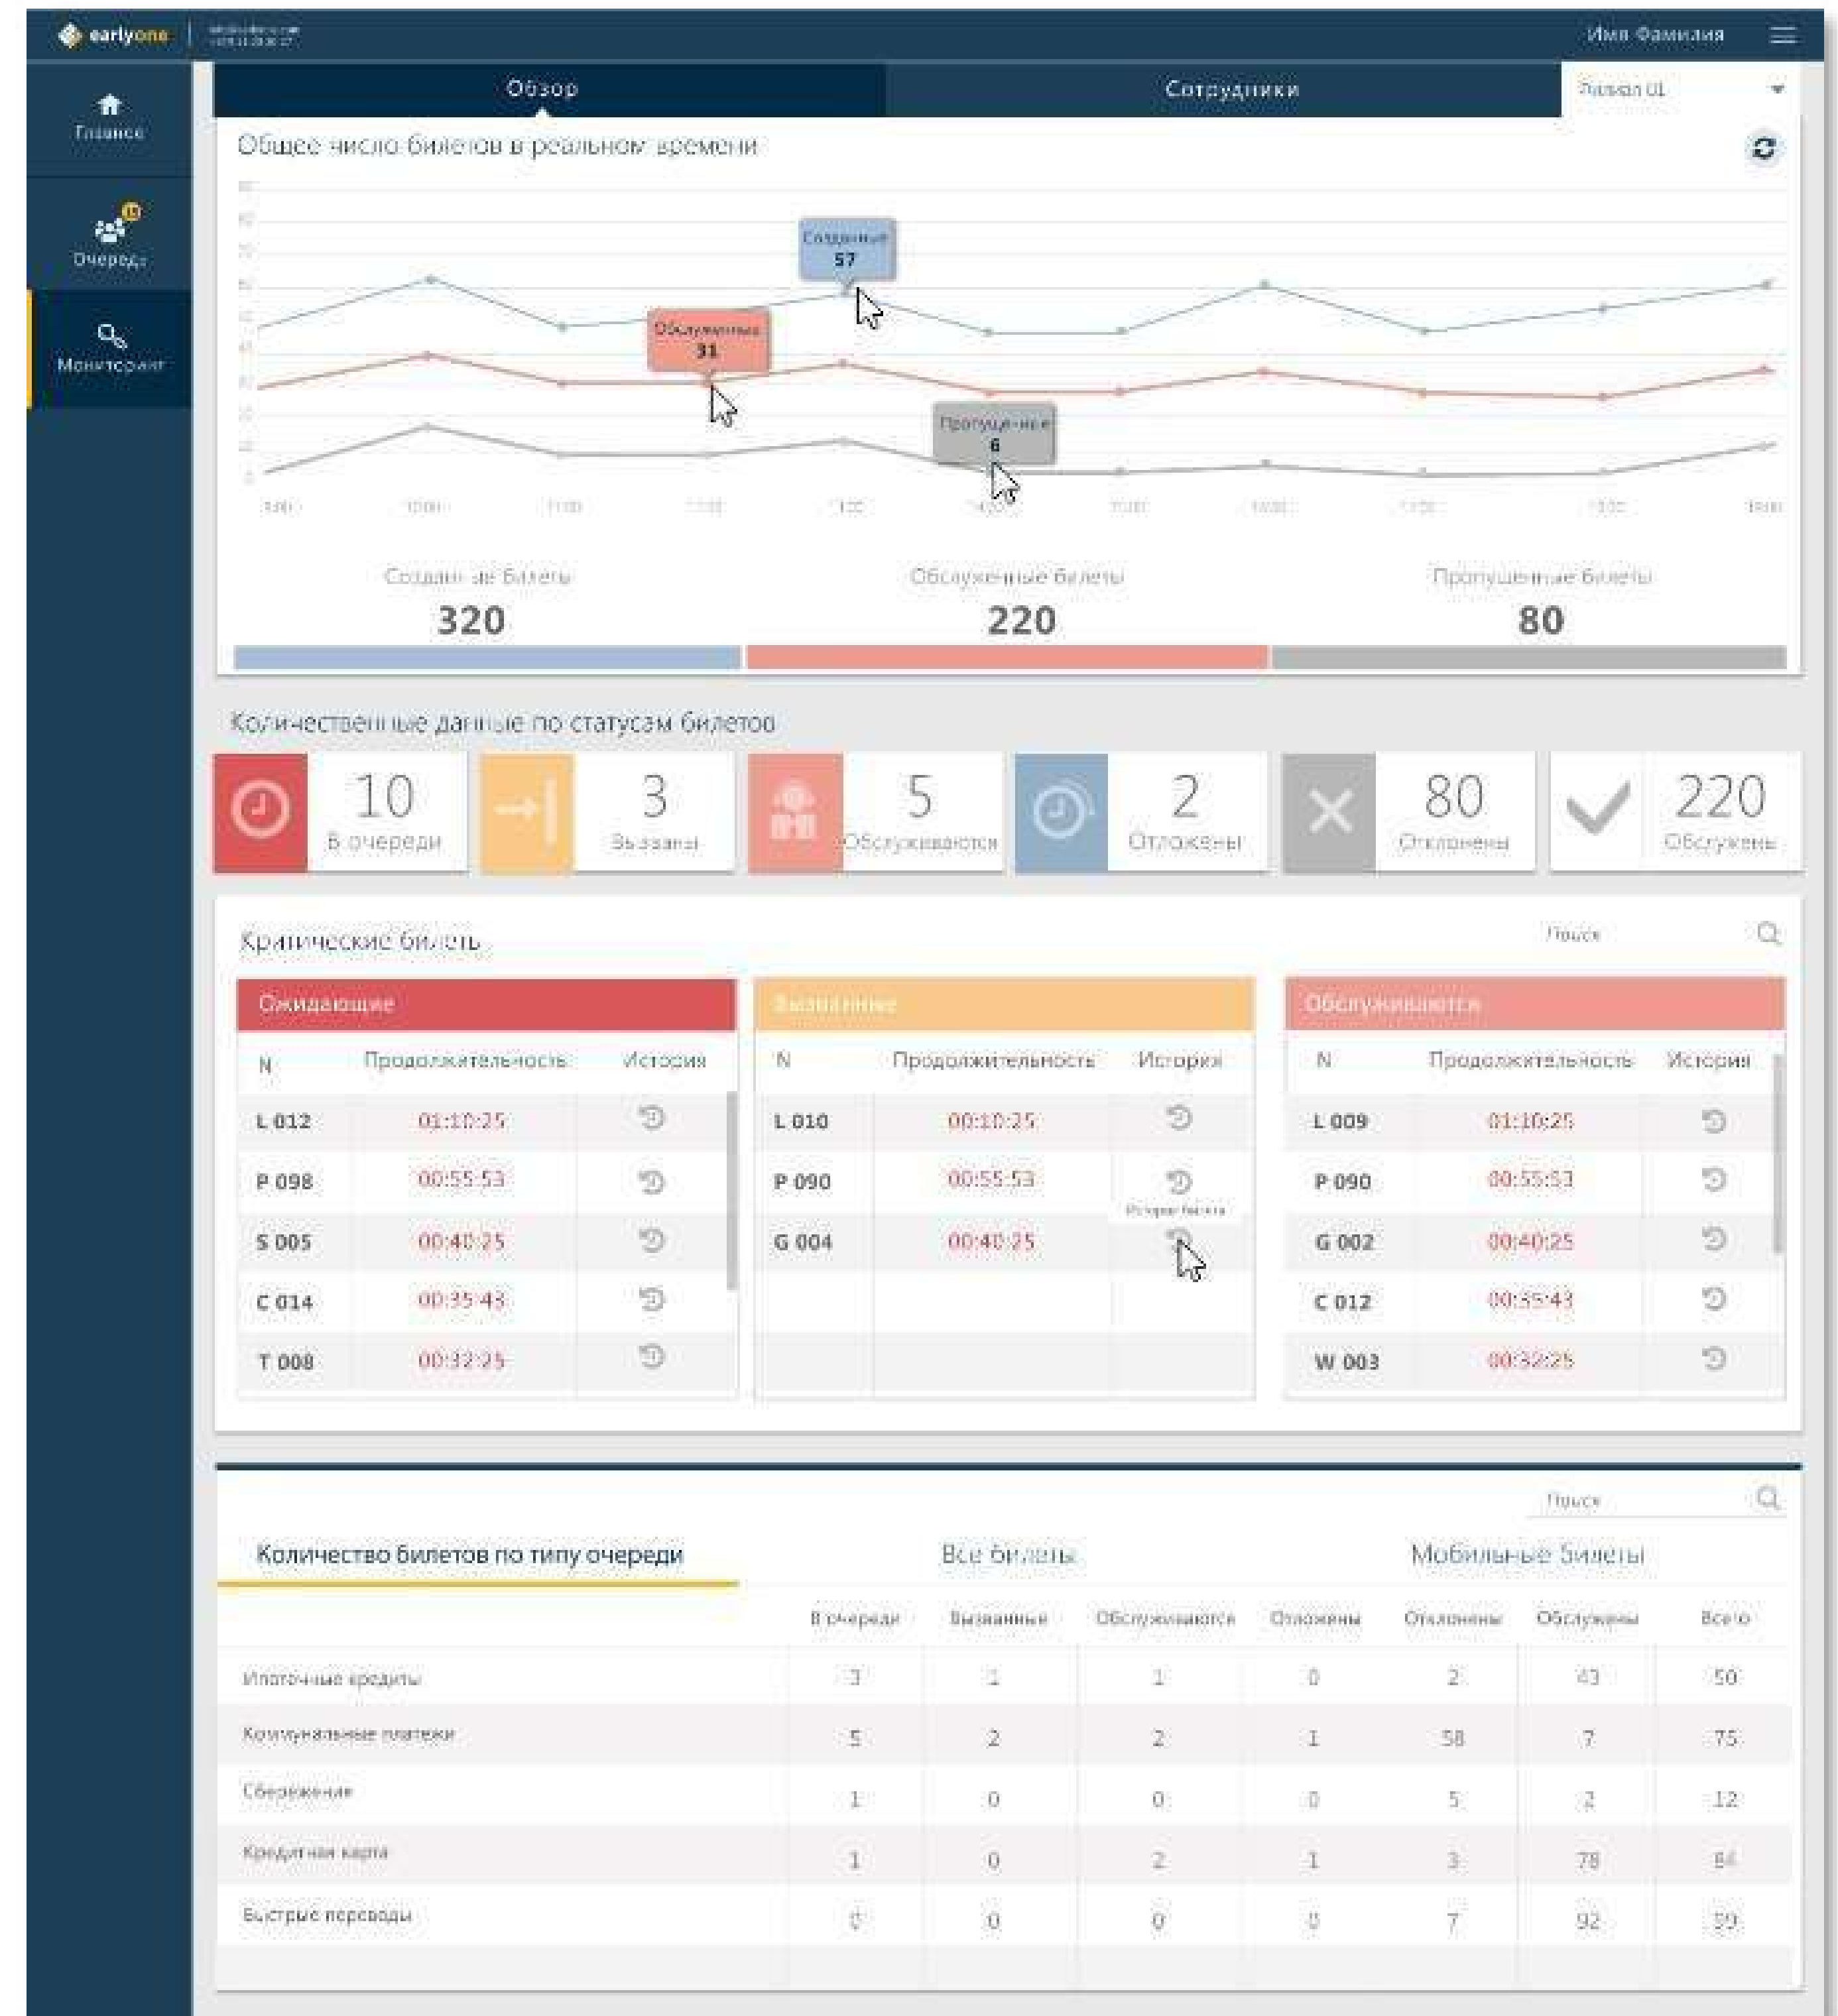 earlyone
Имя Фамилия
Главное
Очередь
Мониторинг
Обзор
Сотрудники
Филиал 01
Общее число билетов в реальном времени
Созданные
57
Обслуженные
31
Пропущенные
6
Созданные билеты
320
Обслуженные билеты
220
Пропущенные билеты
80
Количественные данные по статусам билетов
10
В очереди
3
Вызваны
5
Обслуживаются
2
Отложены
80
Отклонены
220
Обслужены
Критические билеты
Поиск
Ожидающие
N Продолжительность История
L 012 01:10:25
P 098 00:55:53
S 005 00:40:25
C 014 00:35:43
T 008 00:32:25
Вызванные
N Продолжительность История
L 010 00:10:25
P 090 00:55:53
История билета
G 004 00:40:25
Обслуживаются
N Продолжительность История
L 009 01:10:25
P 090 00:55:53
G 002 00:40:25
C 012 00:35:43
W 003 00:32:25
Поиск
Количество билетов по типу очереди
Все билеты
Мобильные билеты
В очереди Вызванные Обслуживаются Отложены Отклонены Обслужены Всего
Ипотечные кредиты 3 1 1 0 2 43 50
Коммунальные платежи 5 2 2 1 58 7 75
Сбережения 1 0 0 0 5 2 12
Кредитная карта 1 0 2 1 3 78 84
Быстрые переводы 0 0 0 0 7 92 99